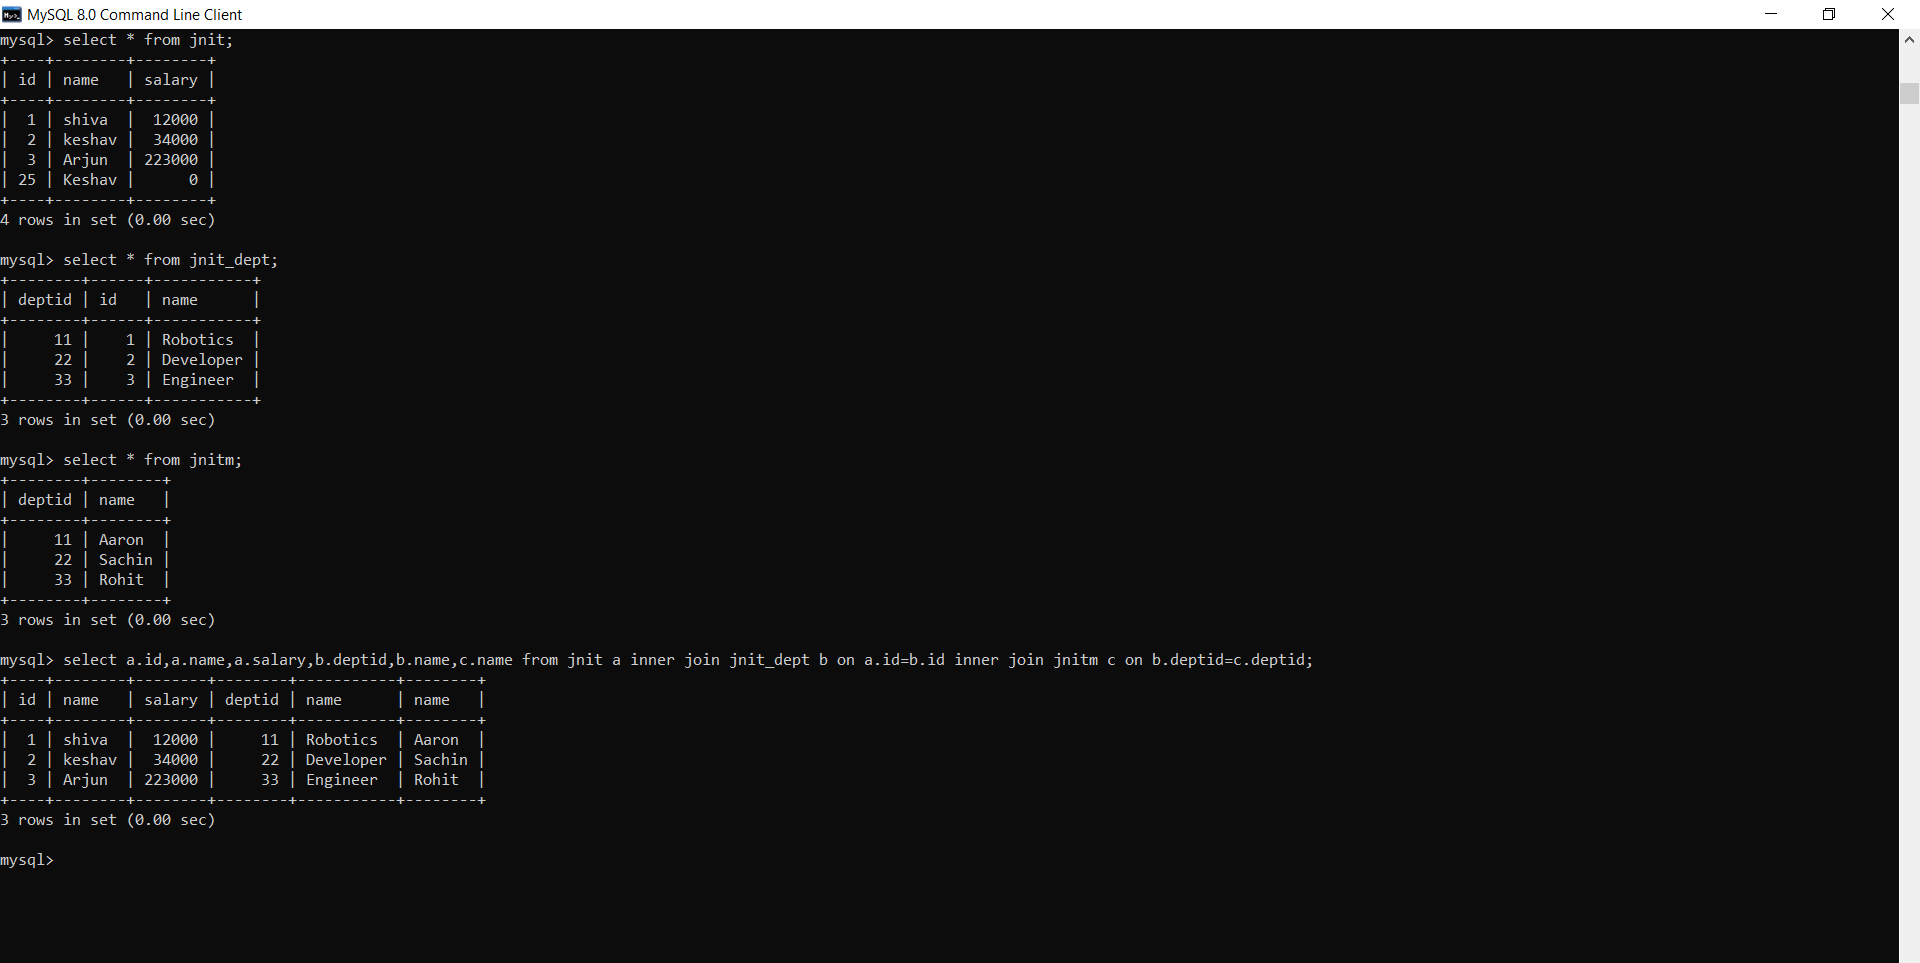 MySQL 8.0 Command Line Client
mysql> select * from jnit;
+----+--------+--------+
| id | name   | salary |
+----+--------+--------+
|  1 | shiva  |  12000 |
|  2 | keshav |  34000 |
|  3 | Arjun  | 223000 |
| 25 | Keshav |      0 |
+----+--------+--------+
4 rows in set (0.00 sec)

mysql> select * from jnit_dept;
+--------+------+-----------+
| deptid | id   | name      |
+--------+------+-----------+
|     11 |    1 | Robotics  |
|     22 |    2 | Developer |
|     33 |    3 | Engineer  |
+--------+------+-----------+
3 rows in set (0.00 sec)

mysql> select * from jnitm;
+--------+--------+
| deptid | name   |
+--------+--------+
|     11 | Aaron  |
|     22 | Sachin |
|     33 | Rohit  |
+--------+--------+
3 rows in set (0.00 sec)

mysql> select a.id,a.name,a.salary,b.deptid,b.name,c.name from jnit a inner join jnit_dept b on a.id=b.id inner join jnitm c on b.deptid=c.deptid;
+----+--------+--------+--------+-----------+--------+
| id | name   | salary | deptid | name      | name   |
+----+--------+--------+--------+-----------+--------+
|  1 | shiva  |  12000 |     11 | Robotics  | Aaron  |
|  2 | keshav |  34000 |     22 | Developer | Sachin |
|  3 | Arjun  | 223000 |     33 | Engineer  | Rohit  |
+----+--------+--------+--------+-----------+--------+
3 rows in set (0.00 sec)

mysql>